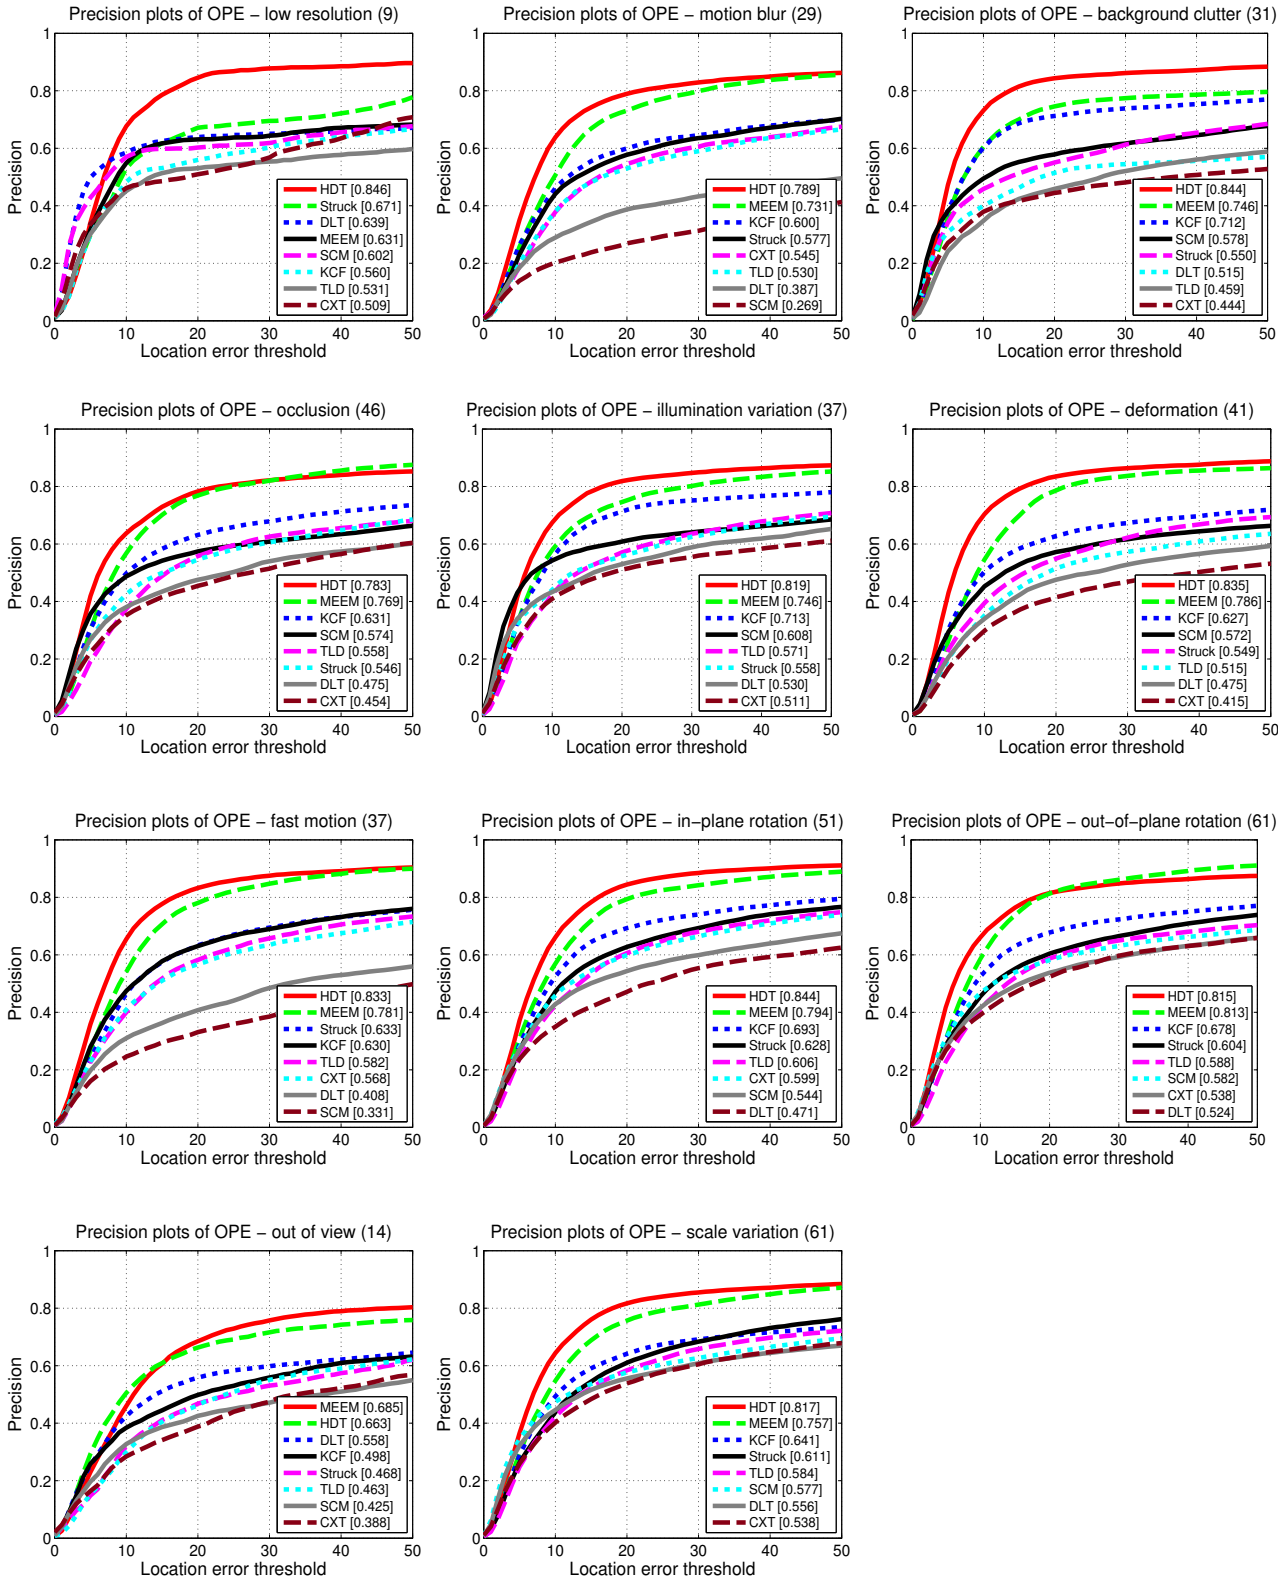 Precision plots of OPE − low resolution (9)
1
0.8
0.6
0.4
0.2
0
Precision
HDT [0.846]
Struck [0.671]
DLT [0.639]
MEEM [0.631]
SCM [0.602]
KCF [0.560]
TLD [0.531]
CXT [0.509]
0 10 20 30 40 50
Location error threshold
Precision plots of OPE − motion blur (29)
1
0.8
0.6
0.4
0.2
0
Precision
HDT [0.789]
MEEM [0.731]
KCF [0.600]
Struck [0.577]
CXT [0.545]
TLD [0.530]
DLT [0.387]
SCM [0.269]
0 10 20 30 40 50
Location error threshold
Precision plots of OPE − background clutter (31)
1
0.8
0.6
0.4
0.2
0
Precision
HDT [0.844]
MEEM [0.746]
KCF [0.712]
SCM [0.578]
Struck [0.550]
DLT [0.515]
TLD [0.459]
CXT [0.444]
0 10 20 30 40 50
Location error threshold
Precision plots of OPE − occlusion (46)
1
0.8
0.6
0.4
0.2
0
Precision
HDT [0.783]
MEEM [0.769]
KCF [0.631]
SCM [0.574]
TLD [0.558]
Struck [0.546]
DLT [0.475]
CXT [0.454]
0 10 20 30 40 50
Location error threshold
Precision plots of OPE − illumination variation (37)
1
0.8
0.6
0.4
0.2
0
Precision
HDT [0.819]
MEEM [0.746]
KCF [0.713]
SCM [0.608]
TLD [0.571]
Struck [0.558]
DLT [0.530]
CXT [0.511]
0 10 20 30 40 50
Location error threshold
Precision plots of OPE − deformation (41)
1
0.8
0.6
0.4
0.2
0
Precision
HDT [0.835]
MEEM [0.786]
KCF [0.627]
SCM [0.572]
Struck [0.549]
TLD [0.515]
DLT [0.475]
CXT [0.415]
0 10 20 30 40 50
Location error threshold
Precision plots of OPE − fast motion (37)
1
0.8
0.6
0.4
0.2
0
Precision
HDT [0.833]
MEEM [0.781]
Struck [0.633]
KCF [0.630]
TLD [0.582]
CXT [0.568]
DLT [0.408]
SCM [0.331]
0 10 20 30 40 50
Location error threshold
Precision plots of OPE − in−plane rotation (51)
1
0.8
0.6
0.4
0.2
0
Precision
HDT [0.844]
MEEM [0.794]
KCF [0.693]
Struck [0.628]
TLD [0.606]
CXT [0.599]
SCM [0.544]
DLT [0.471]
0 10 20 30 40 50
Location error threshold
Precision plots of OPE − out−of−plane rotation (61)
1
0.8
0.6
0.4
0.2
0
Precision
HDT [0.815]
MEEM [0.813]
KCF [0.678]
Struck [0.604]
TLD [0.588]
SCM [0.582]
CXT [0.538]
DLT [0.524]
0 10 20 30 40 50
Location error threshold
Precision plots of OPE − out of view (14)
1
0.8
0.6
0.4
0.2
0
Precision
MEEM [0.685]
HDT [0.663]
DLT [0.558]
KCF [0.498]
Struck [0.468]
TLD [0.463]
SCM [0.425]
CXT [0.388]
0 10 20 30 40 50
Location error threshold
Precision plots of OPE − scale variation (61)
1
0.8
0.6
0.4
0.2
0
Precision
HDT [0.817]
MEEM [0.757]
KCF [0.641]
Struck [0.611]
TLD [0.584]
SCM [0.577]
DLT [0.556]
CXT [0.538]
0 10 20 30 40 50
Location error threshold